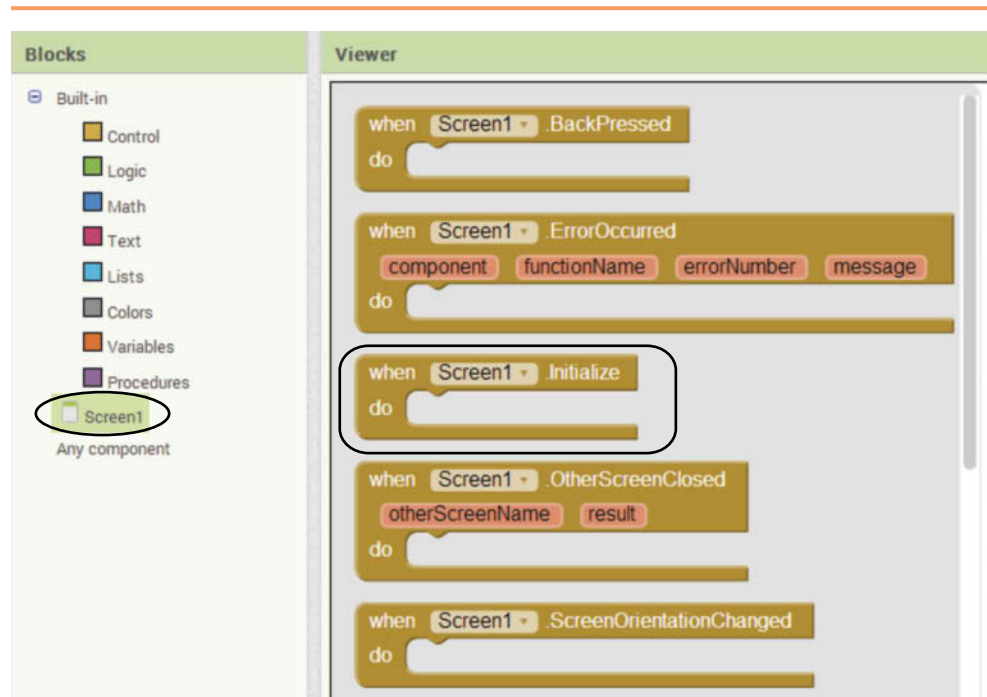 Blocks
Built-in
Control
Logic
Math
Text
Lists
Colors
Variables
Procedures
Screen1
Any component
Viewer
when Screen1 .BackPressed
do
when Screen1 .ErrorOccurred
component functionName errorNumber message
do
when Screen1 .Initialize
do
when Screen1 .OtherScreenClosed
otherScreenName result
do
when Screen1 .ScreenOrientationChanged
do